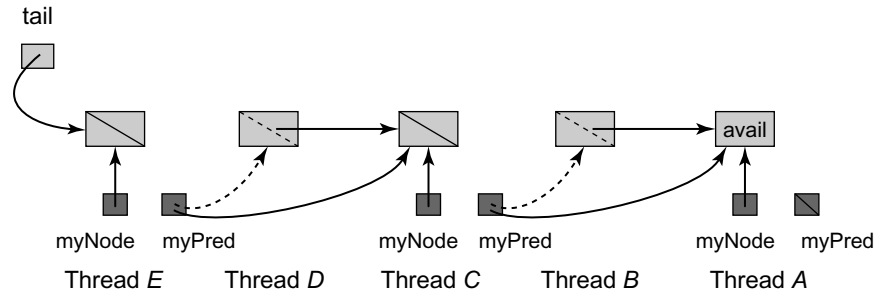 tail
avail
myNode myPred myNode myPred myNode myPred
Thread E Thread D Thread C Thread B Thread A